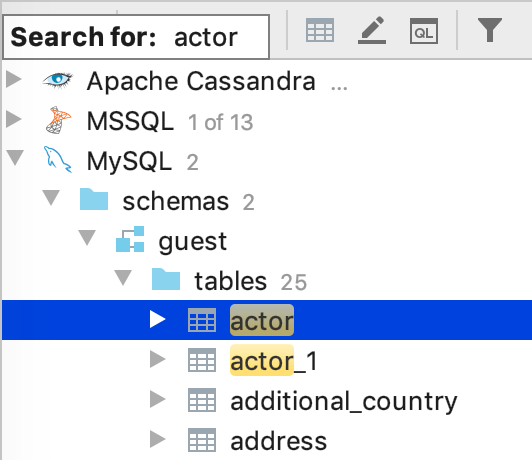 Search for: actor
QL
Apache Cassandra ...
MSSQL 1 of 13
MySQL 2
schemas 2
guest
tables 25
actor
actor_1
additional_country
address